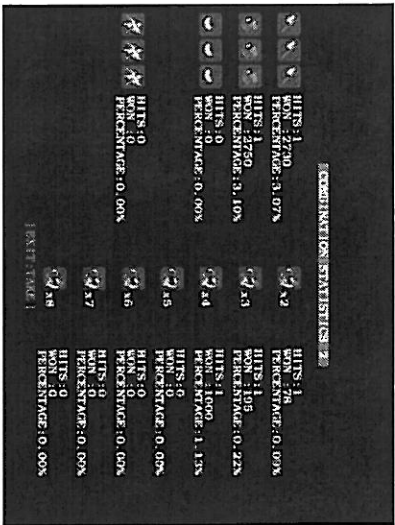 COMBINATION STATISTICS 2
HITS:1
WON :2730
PERCENTAGE:3.07%
HITS:1
WON :2750
PERCENTAGE:3.10%
HITS:0
WON :0
PERCENTAGE:0.00%
HITS:0
WON :0
PERCENTAGE:0.00%
x2
HITS:1
WON :78
PERCENTAGE:0.09%
x3
HITS:1
WON :195
PERCENTAGE:0.22%
x4
HITS:1
WON :1000
PERCENTAGE:1.13%
x5
HITS:0
WON :0
PERCENTAGE:0.00%
x6
HITS:0
WON :0
PERCENTAGE:0.00%
x7
HITS:0
WON :0
PERCENTAGE:0.00%
x8
HITS:0
WON :0
PERCENTAGE:0.00%
EXIT-TAKE